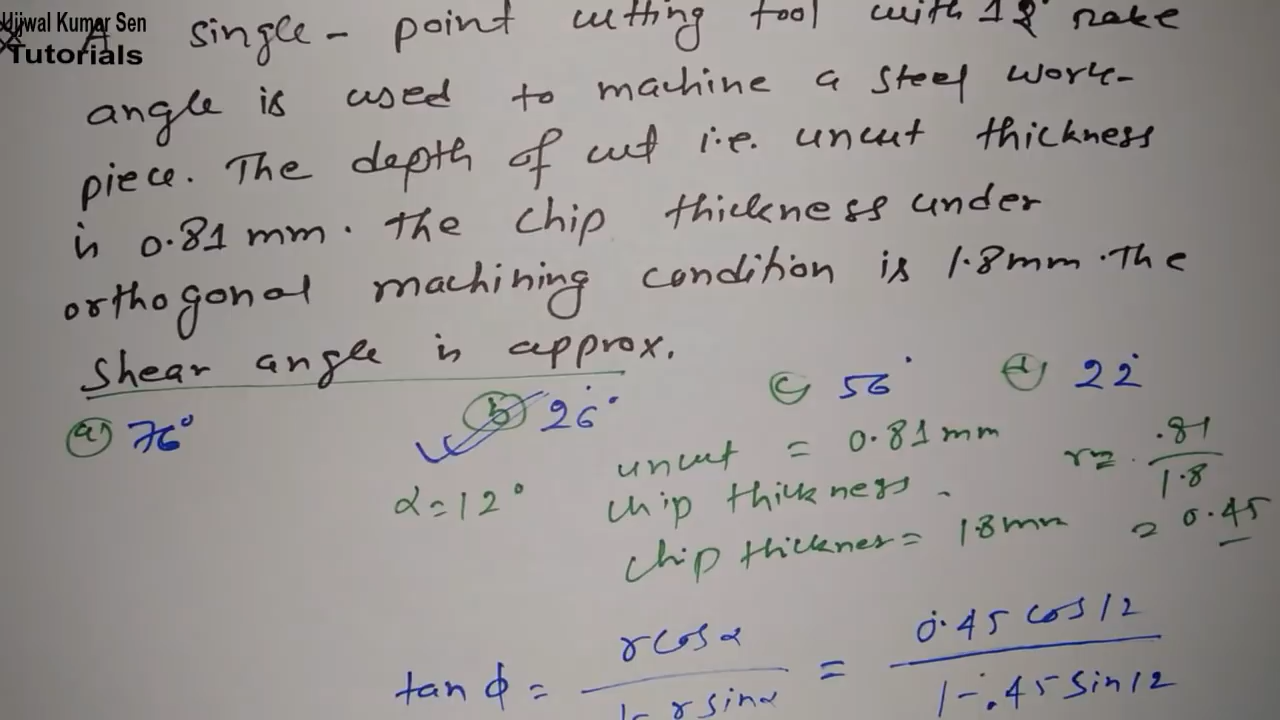 Ujjwal Kumar Sen
Tutorials
A single - point cutting tool with 12° rake
angle is used to machine a steel work-
piece. The depth of cut i.e. uncut thickness
is 0.81 mm. the chip thickness under
orthogonal machining condition is 1.8mm. The
shear angle is approx.
(a) 76° (b) 26° (c) 56° (d) 22°
α = 12°
uncut chip thickness = 0.81 mm
chip thickness = 1.8 mm
r = .81/1.8
= 0.45
tan φ = r cos α / 1 - r sin α = 0.45 cos 12 / 1 - .45 sin 12